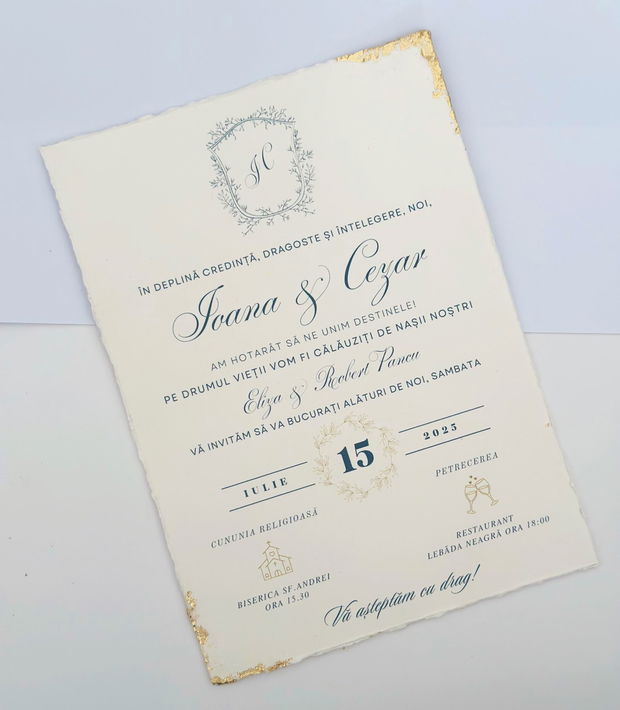 JC
ÎN DEPLINĂ CREDINȚĂ, DRAGOSTE ȘI ÎNTELEGERE, NOI,
Ioana & Cezar
AM HOTARÂT SĂ NE UNIM DESTINELE!
PE DRUMUL VIEȚII VOM FI CĂLĂUZIȚI DE NAȘII NOȘTRI
Eliza & Robert Pancu
VĂ INVITĂM SĂ VA BUCURAȚI ALĂTURI DE NOI, SAMBATA
IULIE 15 2023
CUNUNIA RELIGIOASĂ
BISERICA SF.ANDREI
ORA 15.30
PETRECEREA
RESTAURANT
LEBĂDA NEAGRĂ ORA 18:00
Vă așteptăm cu drag!